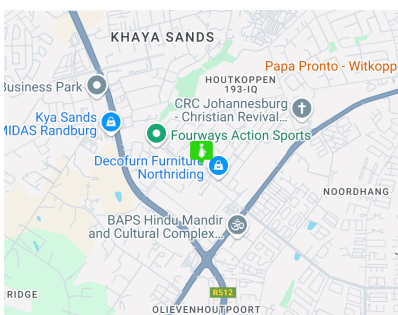 KHAYA SANDS
Papa Pronto - Witkopp
HOUTKOPPEN
193-IQ
Business Park
CRC Johannesburg
- Christian Revival...
Kya Sands
MIDAS Randburg
Fourways Action Sports
Decofurn Furniture
Northriding
NOORDHANG
BAPS Hindu Mandir
and Cultural Complex...
RIDGE
R512
OLIEVENHOUTPOORT